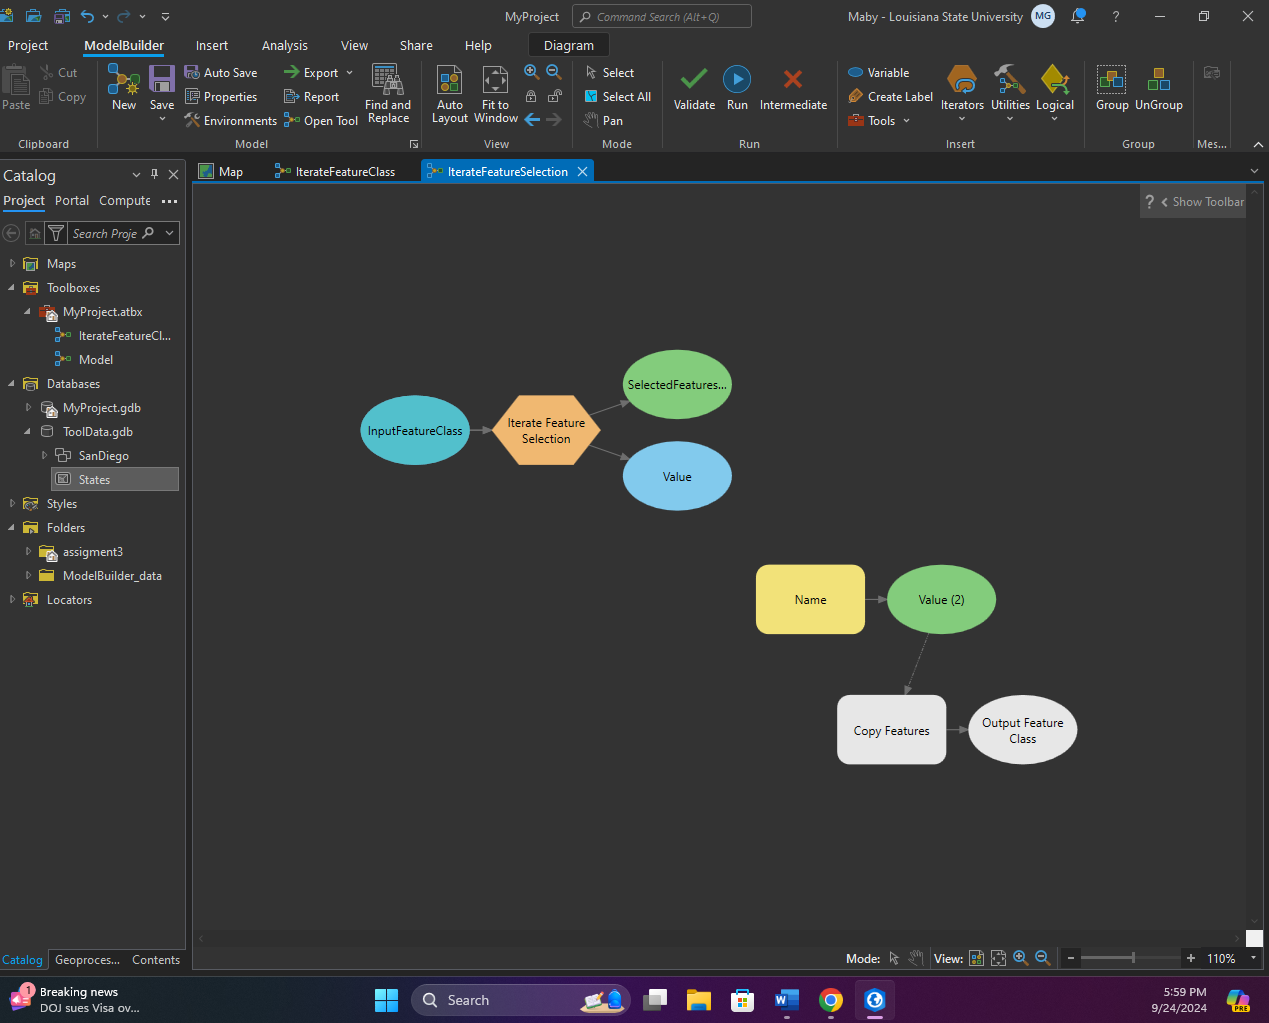 MyProject
Command Search (Alt+Q)
Maby - Louisiana State University
MG
?
Project
ModelBuilder
Insert
Analysis
View
Share
Help
Diagram
Paste
Cut
Copy
Clipboard
New
Save
Auto Save
Properties
Environments
Export
Report
Open Tool
Find and
Replace
Model
Auto
Layout
Fit to
Window
View
Select
Select All
Pan
Mode
Validate
Run
Intermediate
Run
Variable
Create Label
Tools
Iterators
Utilities
Logical
Insert
Group
UnGroup
Group
Mes...
Catalog
Project
Portal
Compute
...
Search Proje
Maps
Toolboxes
MyProject.atbx
IterateFeatureCl...
Model
Databases
MyProject.gdb
ToolData.gdb
SanDiego
States
Styles
Folders
assigment3
ModelBuilder_data
Locators
Map
IterateFeatureClass
IterateFeatureSelection
? < Show Toolbar
InputFeatureClass
Iterate Feature
Selection
SelectedFeatures...
Value
Name
Value (2)
Copy Features
Output Feature
Class
Catalog
Geoproces...
Contents
Mode:
View:
110%
1
Breaking news
DOJ sues Visa ov...
Search
W
5:59 PM
9/24/2024
PRE